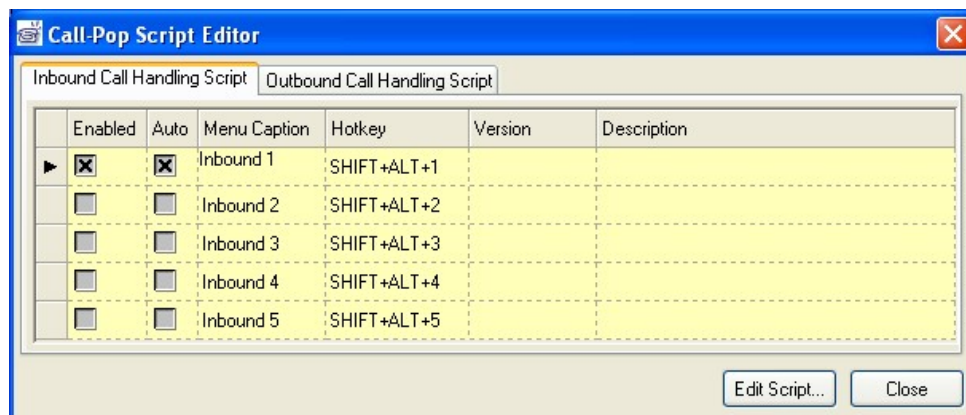 Call-Pop Script Editor
Inbound Call Handling Script Outbound Call Handling Script
Enabled Auto Menu Caption Hotkey Version Description
Inbound 1 SHIFT+ALT+1
Inbound 2 SHIFT+ALT+2
Inbound 3 SHIFT+ALT+3
Inbound 4 SHIFT+ALT+4
Inbound 5 SHIFT+ALT+5
Edit Script... Close